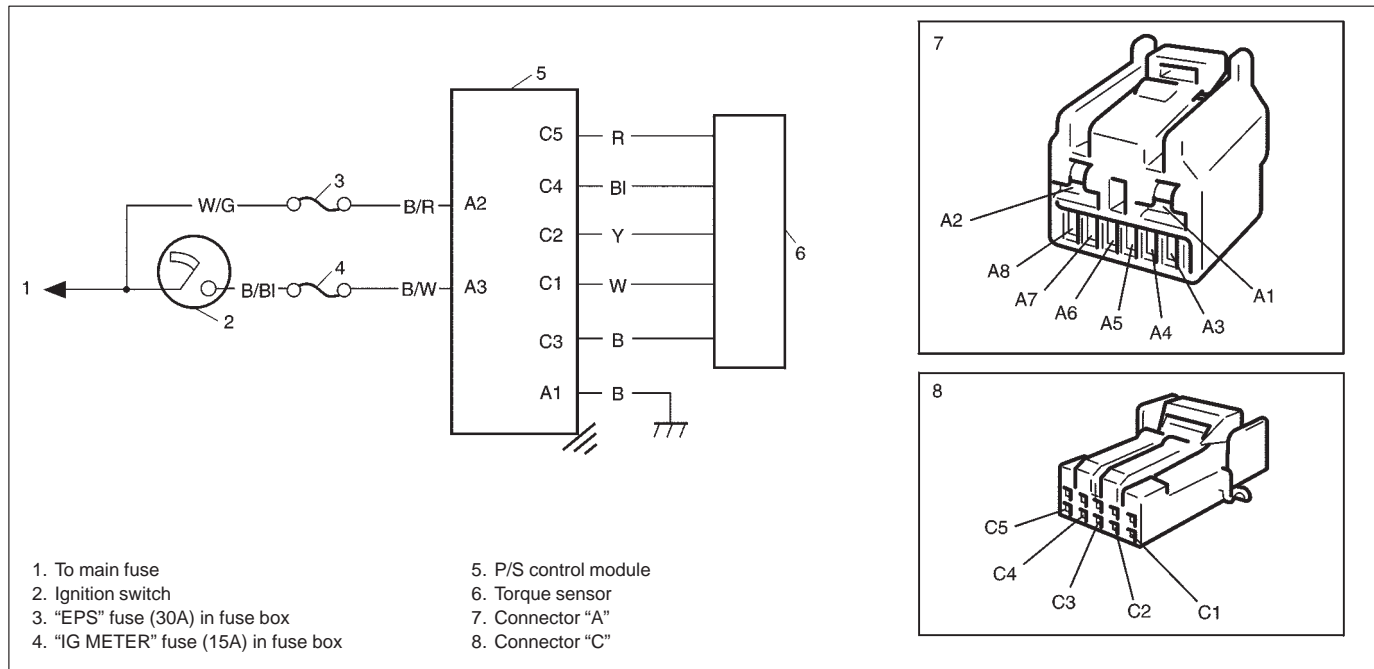 5
C5 R
3
C4 Bl
W/G B/R A2
C2 Y
4
6
1 B/Bl B/W A3 C1 W
2
C3 B
A1 B
7
A2
A8
A7
A6
A5
A4
A3
A1
8
C5
C4
C3
C2
C1
1. To main fuse
2. Ignition switch
3. “EPS” fuse (30A) in fuse box
4. “IG METER” fuse (15A) in fuse box
5. P/S control module
6. Torque sensor
7. Connector “A”
8. Connector “C”